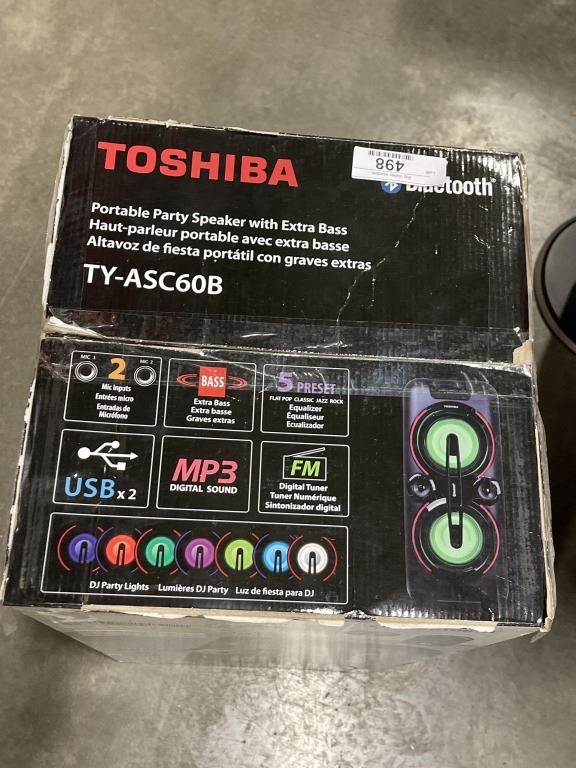 TOSHIBA
498
Bluetooth
Portable Party Speaker with Extra Bass
Haut-parleur portable avec extra basse
Altavoz de fiesta portátil con graves extras
TY-ASC60B
MIC 1
2
MIC 2
Mic Inputs
Entrées micro
Entradas de
Micrófono
BASS
Extra Bass
Extra basse
Graves extras
5 PRESET
FLAT POP CLASSIC JAZZ ROCK
Equalizer
Équaliseur
Ecualizador
USB x 2
MP3
DIGITAL SOUND
FM
Digital Tuner
Tuner Numérique
Sintonizador digital
DJ Party Lights Lumières DJ Party Luz de fiesta para DJ
TOSHIBA